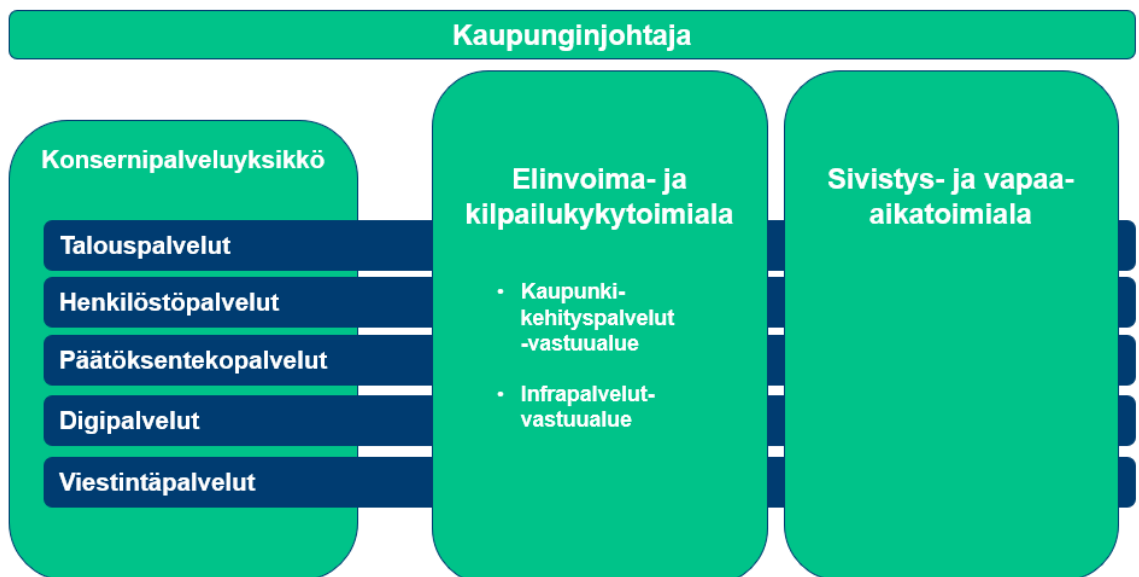 Kaupunginjohtaja
Konsernipalveluyksikkö
Talouspalvelut
Henkilöstöpalvelut
Päätöksentekopalvelut
Digipalvelut
Viestintäpalvelut
Elinvoima- ja
kilpailukykytoimiala
• Kaupunki-
kehityspalvelut
-vastuualue
• Infrapalvelut-
vastuualue
Sivistys- ja vapaa-
aikatoimiala